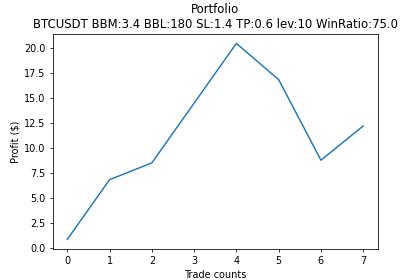 Portfolio
BTCUSDT BBM:3.4 BBL:180 SL:1.4 TP:0.6 lev:10 WinRatio:75.0
20.0
17.5
15.0
12.5
10.0
7.5
5.0
2.5
0.0
Profit ($)
0 1 2 3 4 5 6 7
Trade counts